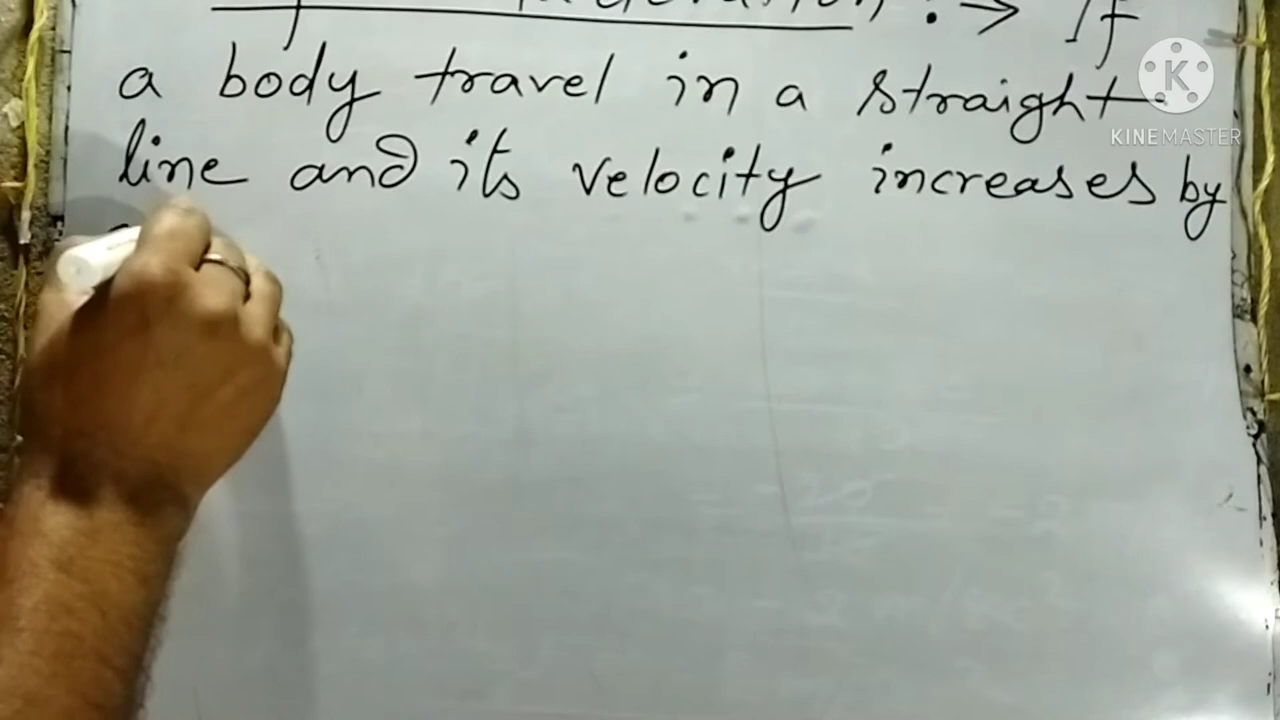 :→ If
a body travel in a straight
line and its velocity increases by
K
KINEMASTER